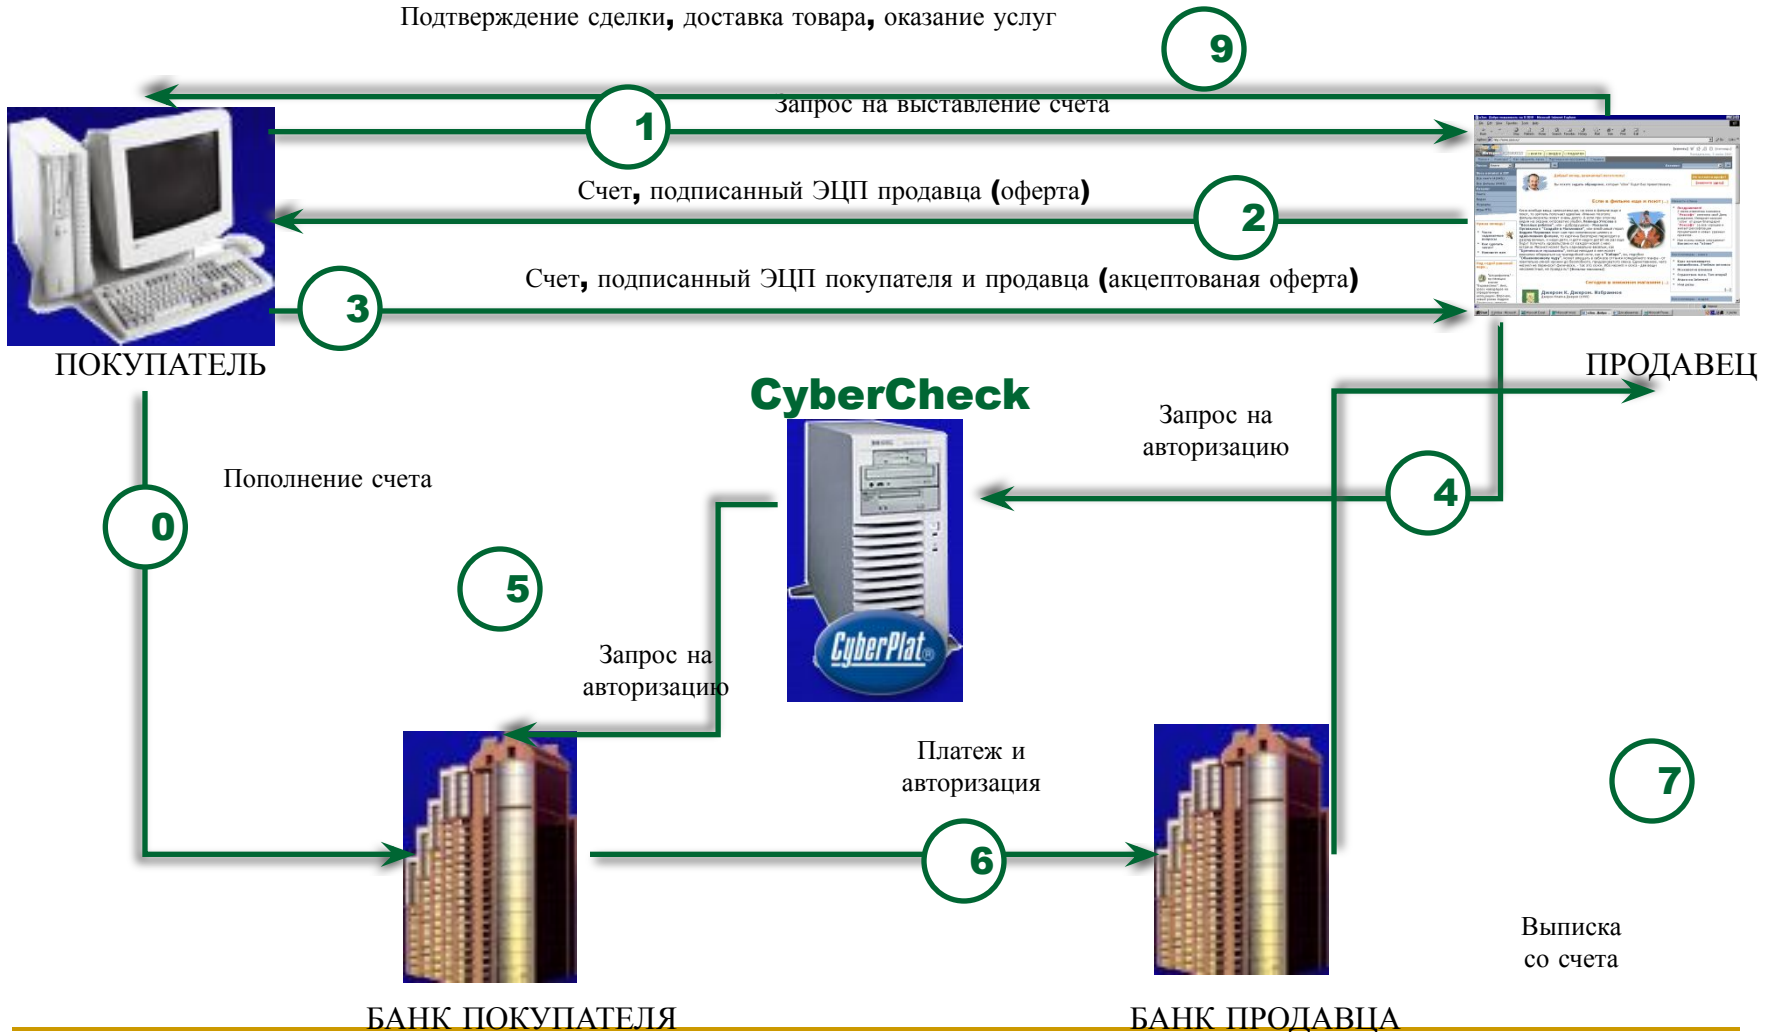 Подтверждение сделки, доставка товара, оказание услуг
9
Запрос на выставление счета
1
Счет, подписанный ЭЦП продавца (оферта)
2
Счет, подписанный ЭЦП покупателя и продавца (акцептованая оферта)
3
ПОКУПАТЕЛЬ
ПРОДАВЕЦ
CyberCheck
Запрос на
авторизацию
4
Пополнение счета
0
5
CyberPlat®
Запрос на
авторизацию
Платеж и
авторизация
7
6
Выписка
со счета
БАНК ПОКУПАТЕЛЯ
БАНК ПРОДАВЦА